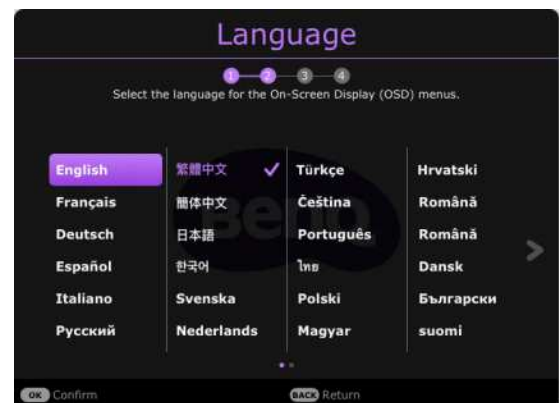 Language
1 2 3 4
Select the language for the On-Screen Display (OSD) menus.
English 繁體中文 Türkçe Hrvatski
Français 簡体中文 Čeština Română
Deutsch 日本語 Português Română
Español 한국어 ไทย Dansk
Italiano Svenska Polski Български
Русский Nederlands Magyar suomi
BenQ
OK Confirm BACK Return